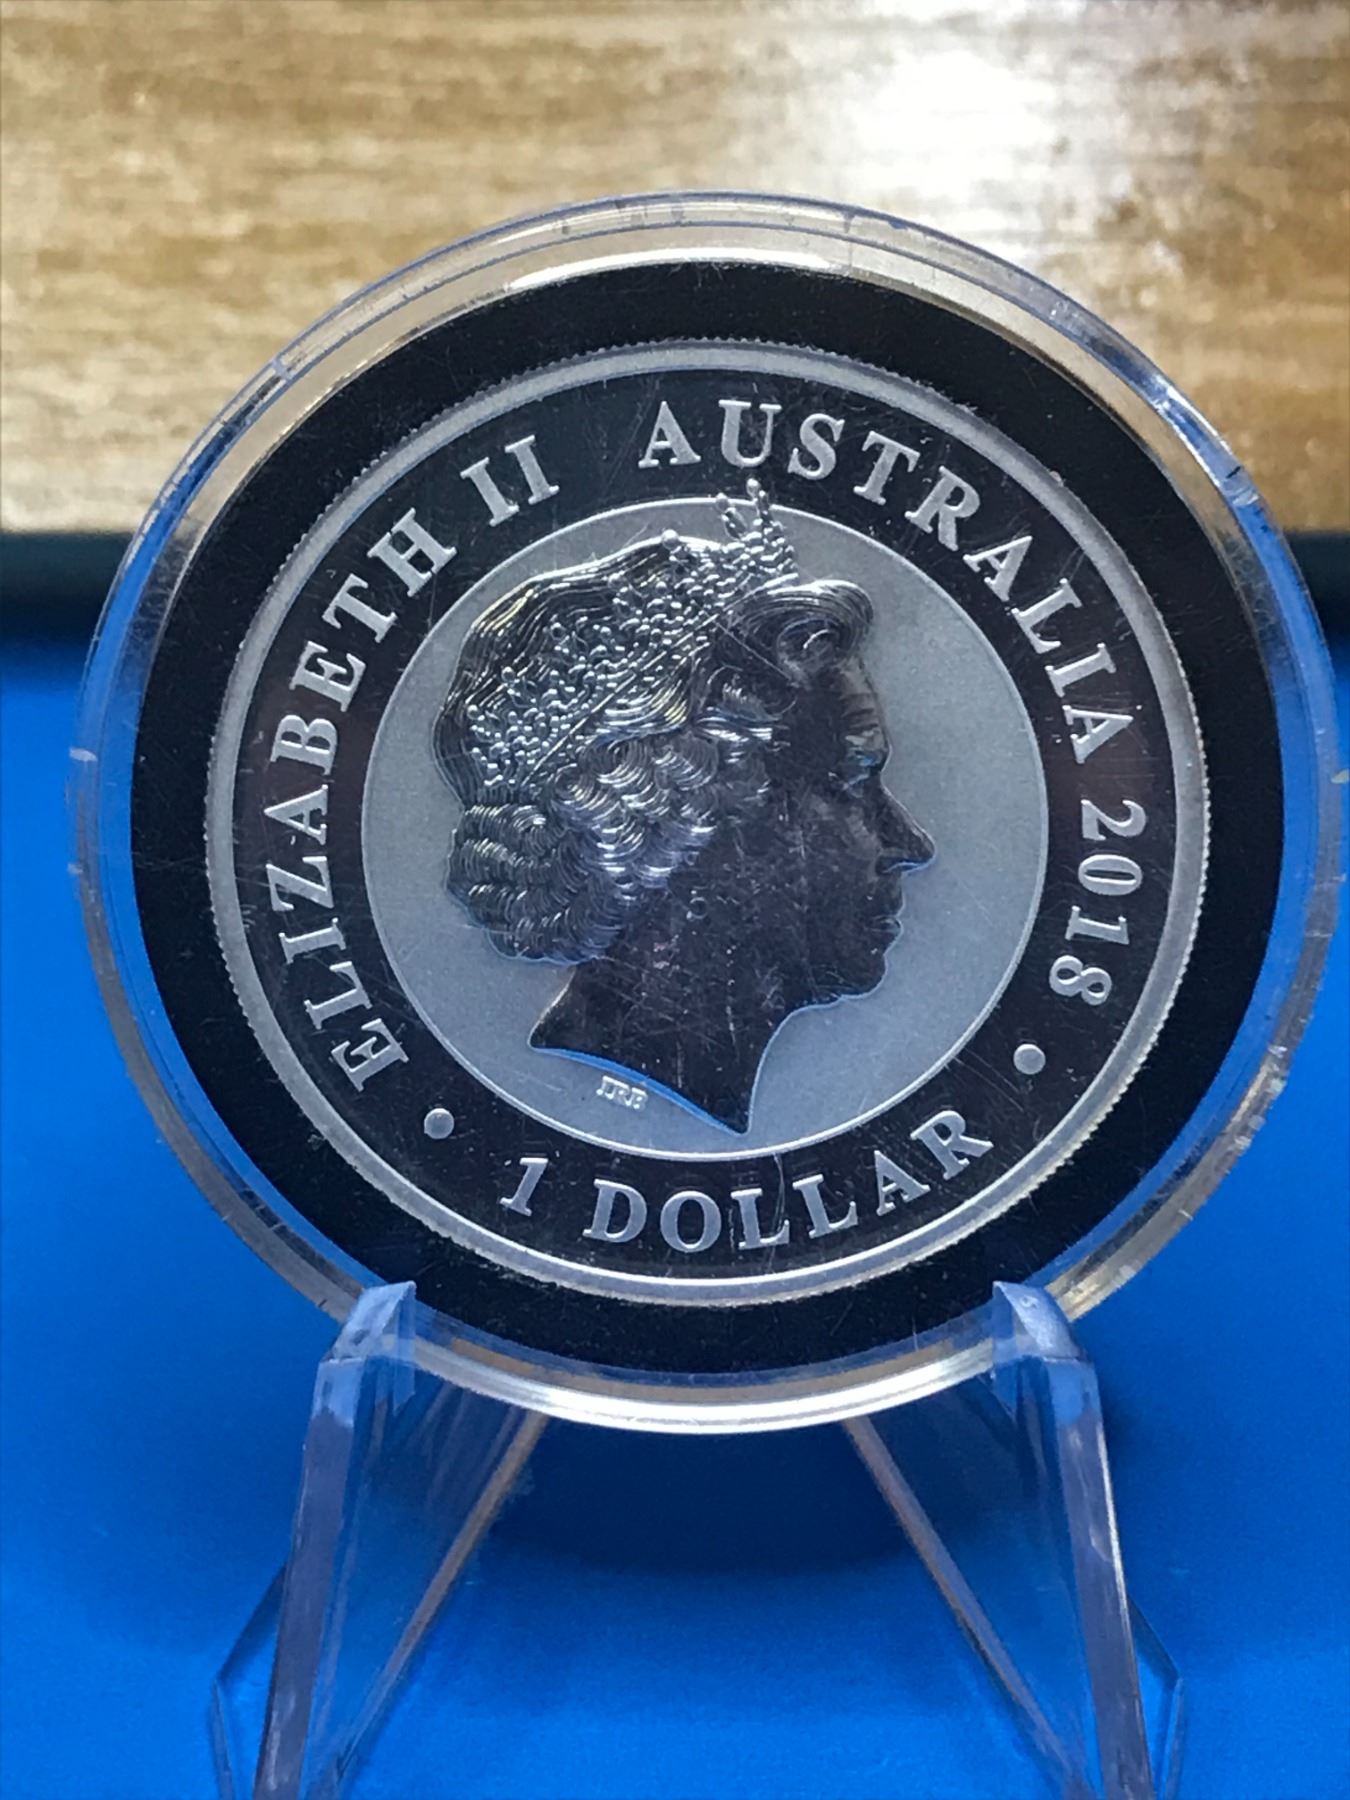 ELIZABETH II AUSTRALIA 2018
1 DOLLAR
IRB